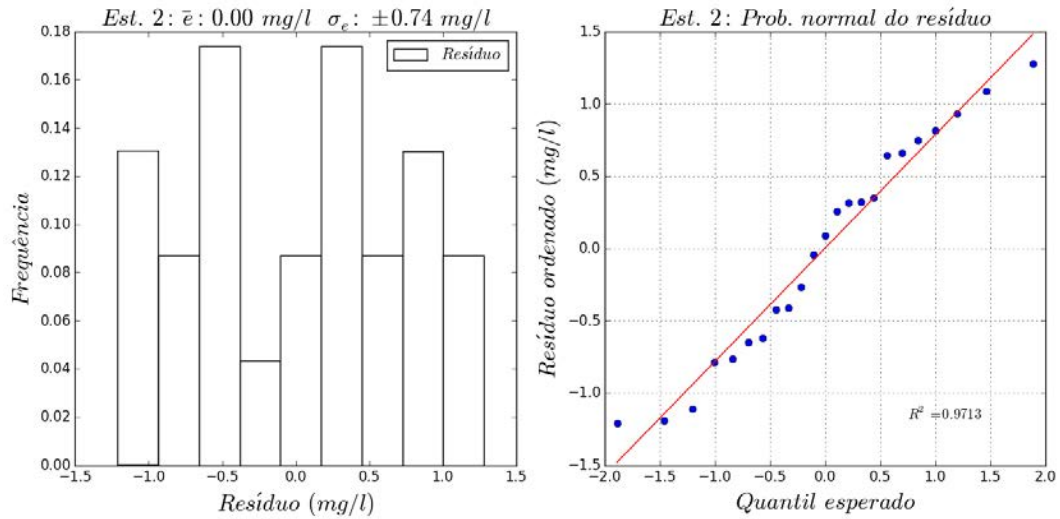 Est. 2: ē: 0.00 mg/l σₑ: ±0.74 mg/l
0.18
0.16
0.14
0.12
0.10
0.08
0.06
0.04
0.02
0.00
Frequência
Resíduo
−1.5 −1.0 −0.5 0.0 0.5 1.0 1.5
Resíduo (mg/l)
Est. 2: Prob. normal do resíduo
1.5
1.0
0.5
0.0
−0.5
−1.0
−1.5
Resíduo ordenado (mg/l)
R² =0.9713
−2.0 −1.5 −1.0 −0.5 0.0 0.5 1.0 1.5 2.0
Quantil esperado